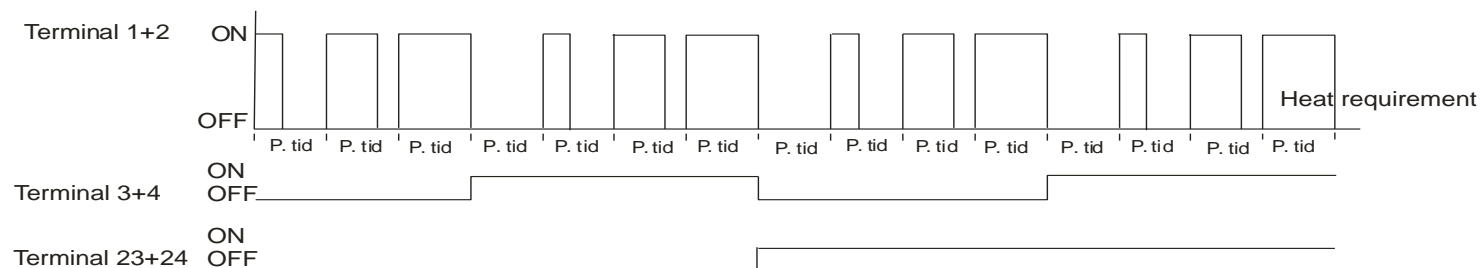 Terminal 1+2 ON
OFF
Heat requirement
P. tid P. tid P. tid P. tid P. tid P. tid P. tid P. tid P. tid P. tid P. tid P. tid P. tid P. tid P. tid
ON
Terminal 3+4 OFF
ON
Terminal 23+24 OFF